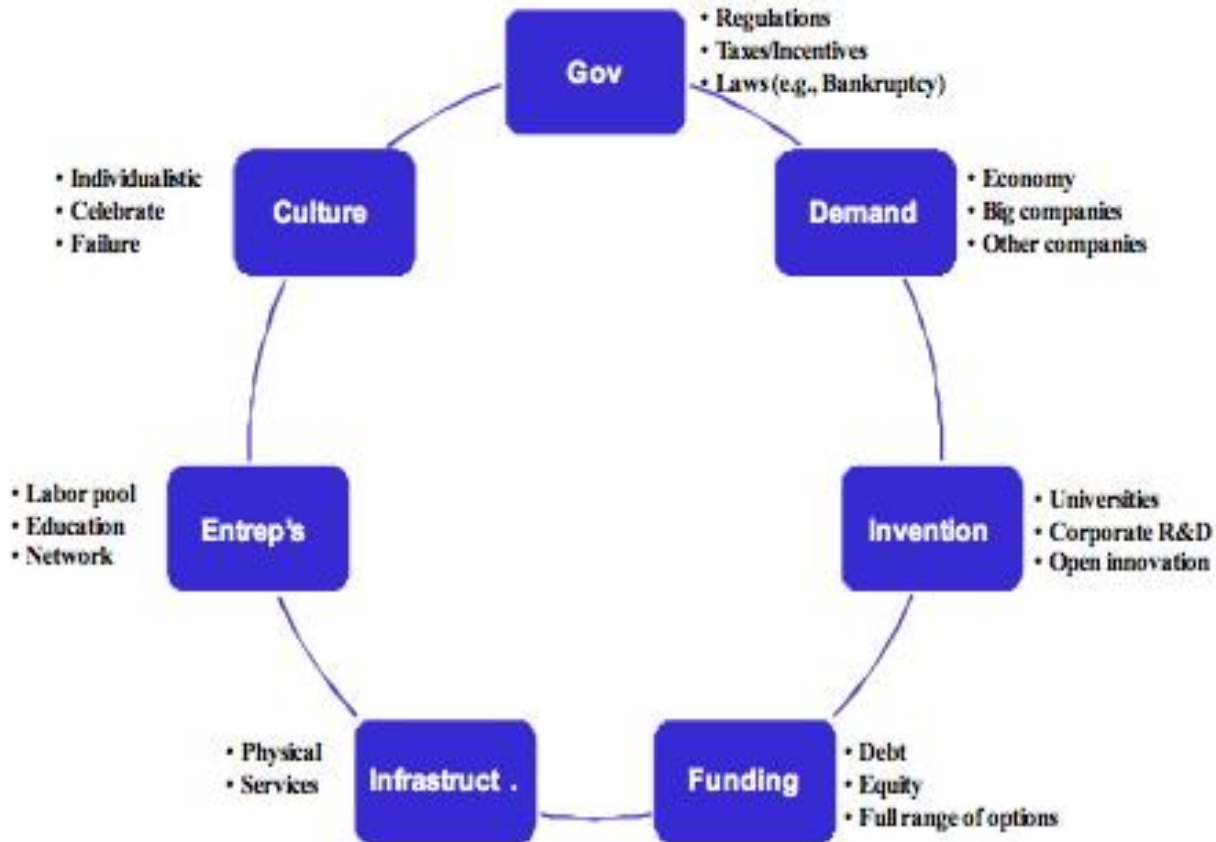 Gov
• Regulations
• Taxes/Incentives
• Laws (e.g., Bankruptcy)
Demand
• Economy
• Big companies
• Other companies
Invention
• Universities
• Corporate R&D
• Open innovation
Funding
• Debt
• Equity
• Full range of options
Infrastruct .
• Physical
• Services
Entrep's
• Labor pool
• Education
• Network
Culture
• Individualistic
• Celebrate
• Failure